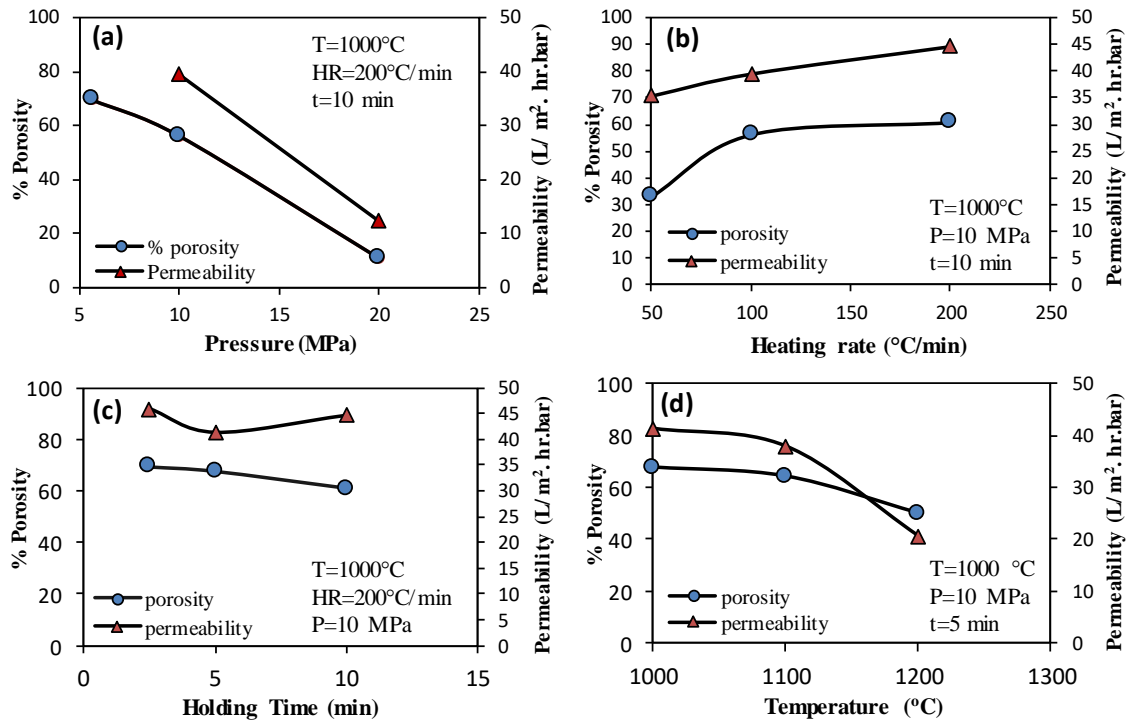 (a)
T=1000°C
HR=200°C/min
t=10 min
% porosity
Permeability
100
80
60
40
20
0
% Porosity
50
40
30
20
10
0
Permeability (L/ m². hr.bar)
5
10
15
20
25
Pressure (MPa)
(b)
T=1000°C
P=10 MPa
t=10 min
porosity
permeability
100
90
80
70
60
50
40
30
20
10
0
% Porosity
50
45
40
35
30
25
20
15
10
5
0
Permeability (L/ m². hr.bar)
50
100
150
200
250
Heating rate (°C/min)
(c)
T=1000°C
HR=200°C/min
P=10 MPa
porosity
permeability
100
80
60
40
20
0
% Porosity
50
45
40
35
30
25
20
15
10
5
0
Permeability (L/ m². hr.bar)
0
5
10
15
Holding Time (min)
(d)
T=1000 °C
P=10 MPa
t=5 min
porosity
permeability
100
80
60
40
20
0
% Porosity
50
40
30
20
10
0
Permeability (L/ m². hr.bar)
1000
1100
1200
1300
Temperature (°C)